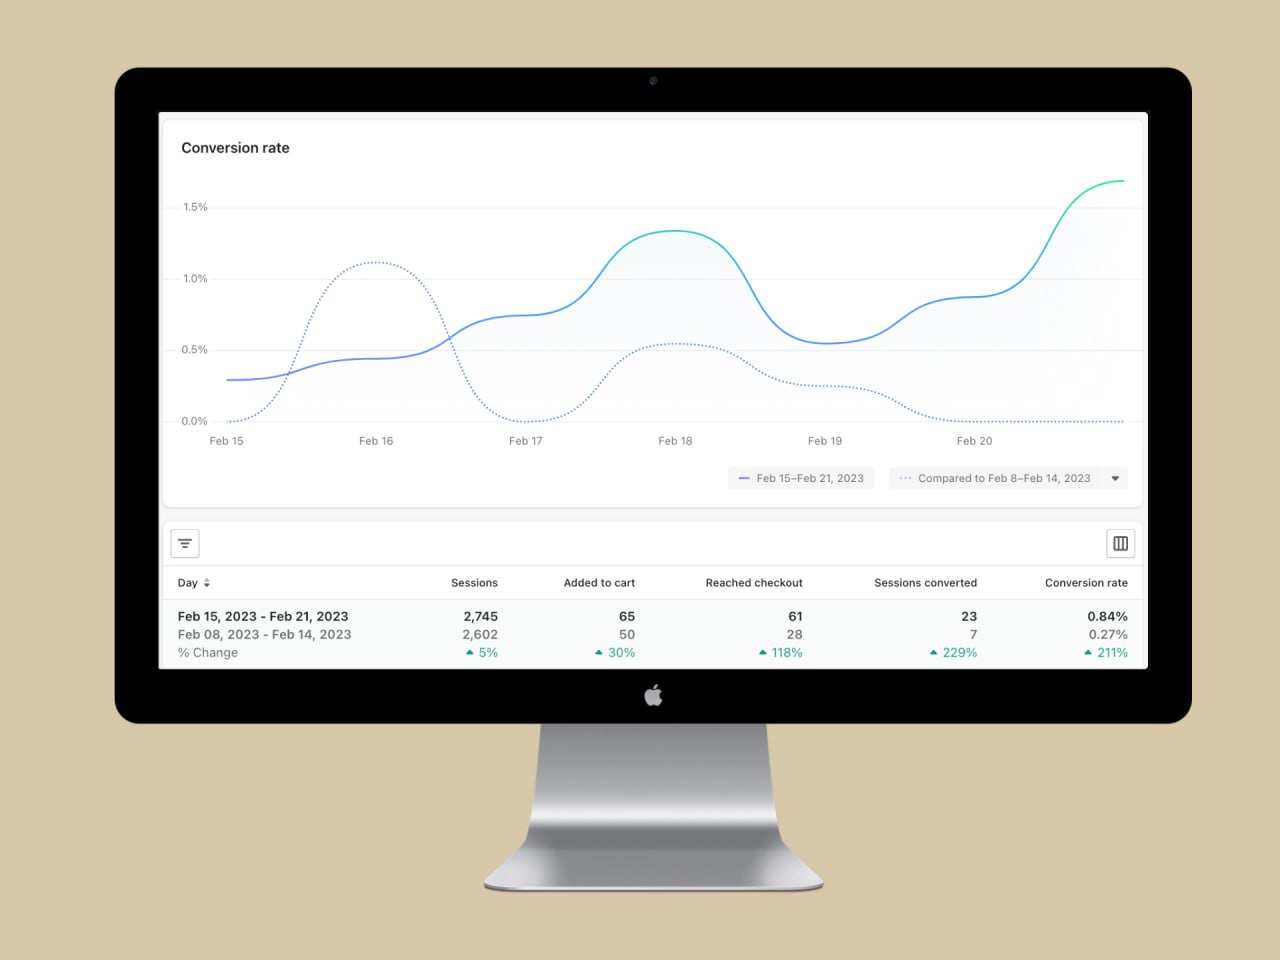 Conversion rate
1.5%
1.0%
0.5%
0.0%
Feb 15 Feb 16 Feb 17 Feb 18 Feb 19 Feb 20
Feb 15–Feb 21, 2023 Compared to Feb 8–Feb 14, 2023
Day Sessions Added to cart Reached checkout Sessions converted Conversion rate
Feb 15, 2023 - Feb 21, 2023 2,745 65 61 23 0.84%
Feb 08, 2023 - Feb 14, 2023 2,602 50 28 7 0.27%
% Change 5% 30% 118% 229% 211%